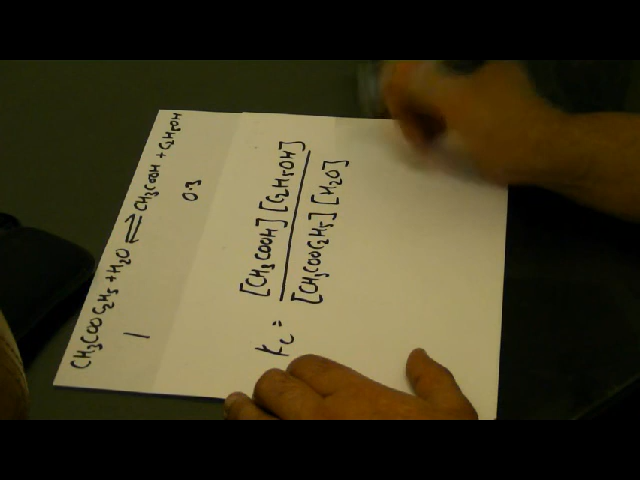 CH3COOC2H5 + H2O ⇌ CH3COOH + C2H5OH
1 0.3
Kc = [CH3COOH] [C2H5OH]
[CH3COOC2H5] [H2O]